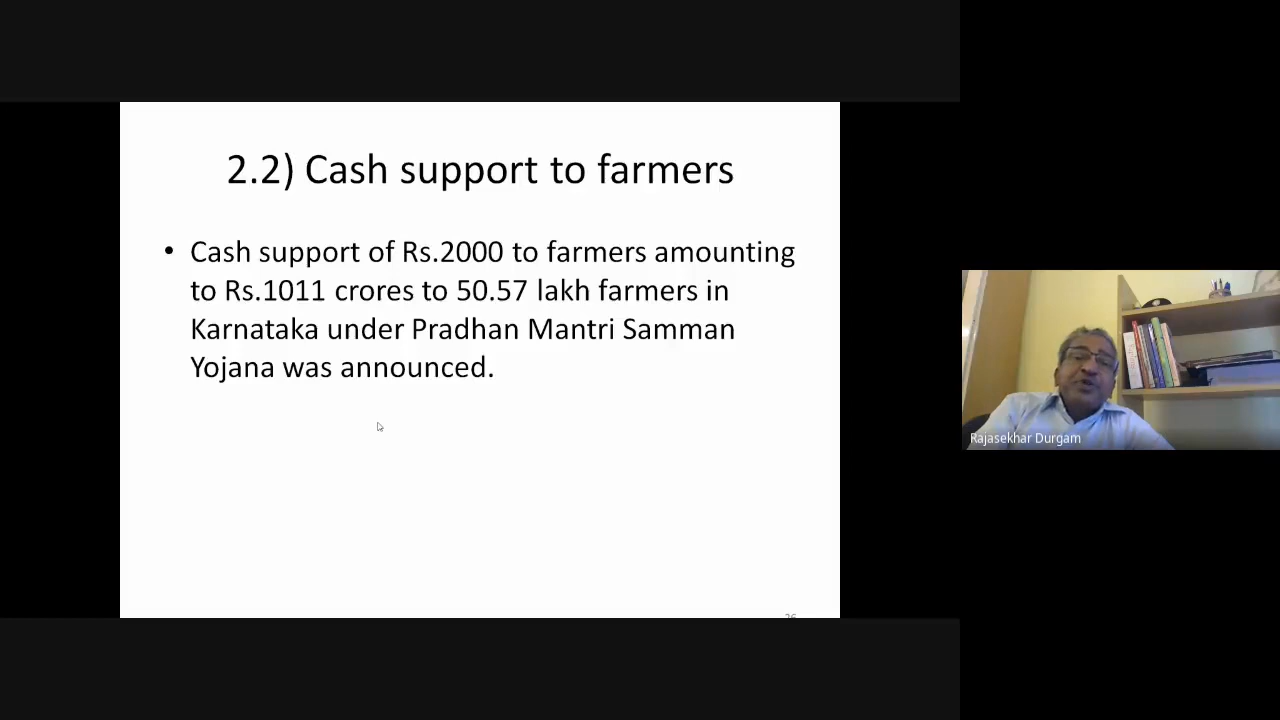 2.2) Cash support to farmers
• Cash support of Rs.2000 to farmers amounting
to Rs.1011 crores to 50.57 lakh farmers in
Karnataka under Pradhan Mantri Samman
Yojana was announced.
Rajasekhar Durgam